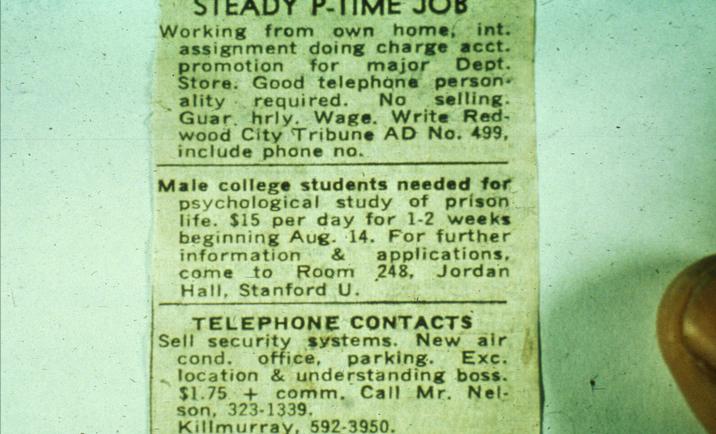 STEADY P-TIME JOB
Working from own home, int.
assignment doing charge acct.
promotion for major Dept.
Store. Good telephone person-
ality required. No selling.
Guar. hrly. Wage. Write Red-
wood City Tribune AD No. 499,
include phone no.
Male college students needed for
psychological study of prison
life. $15 per day for 1-2 weeks
beginning Aug. 14. For further
information & applications,
come to Room 248, Jordan
Hall, Stanford U.
TELEPHONE CONTACTS
Sell security systems. New air
cond. office, parking. Exc.
location & understanding boss.
$1.75 + comm. Call Mr. Nel-
son, 323-1339.
Killmurray, 592-3950.